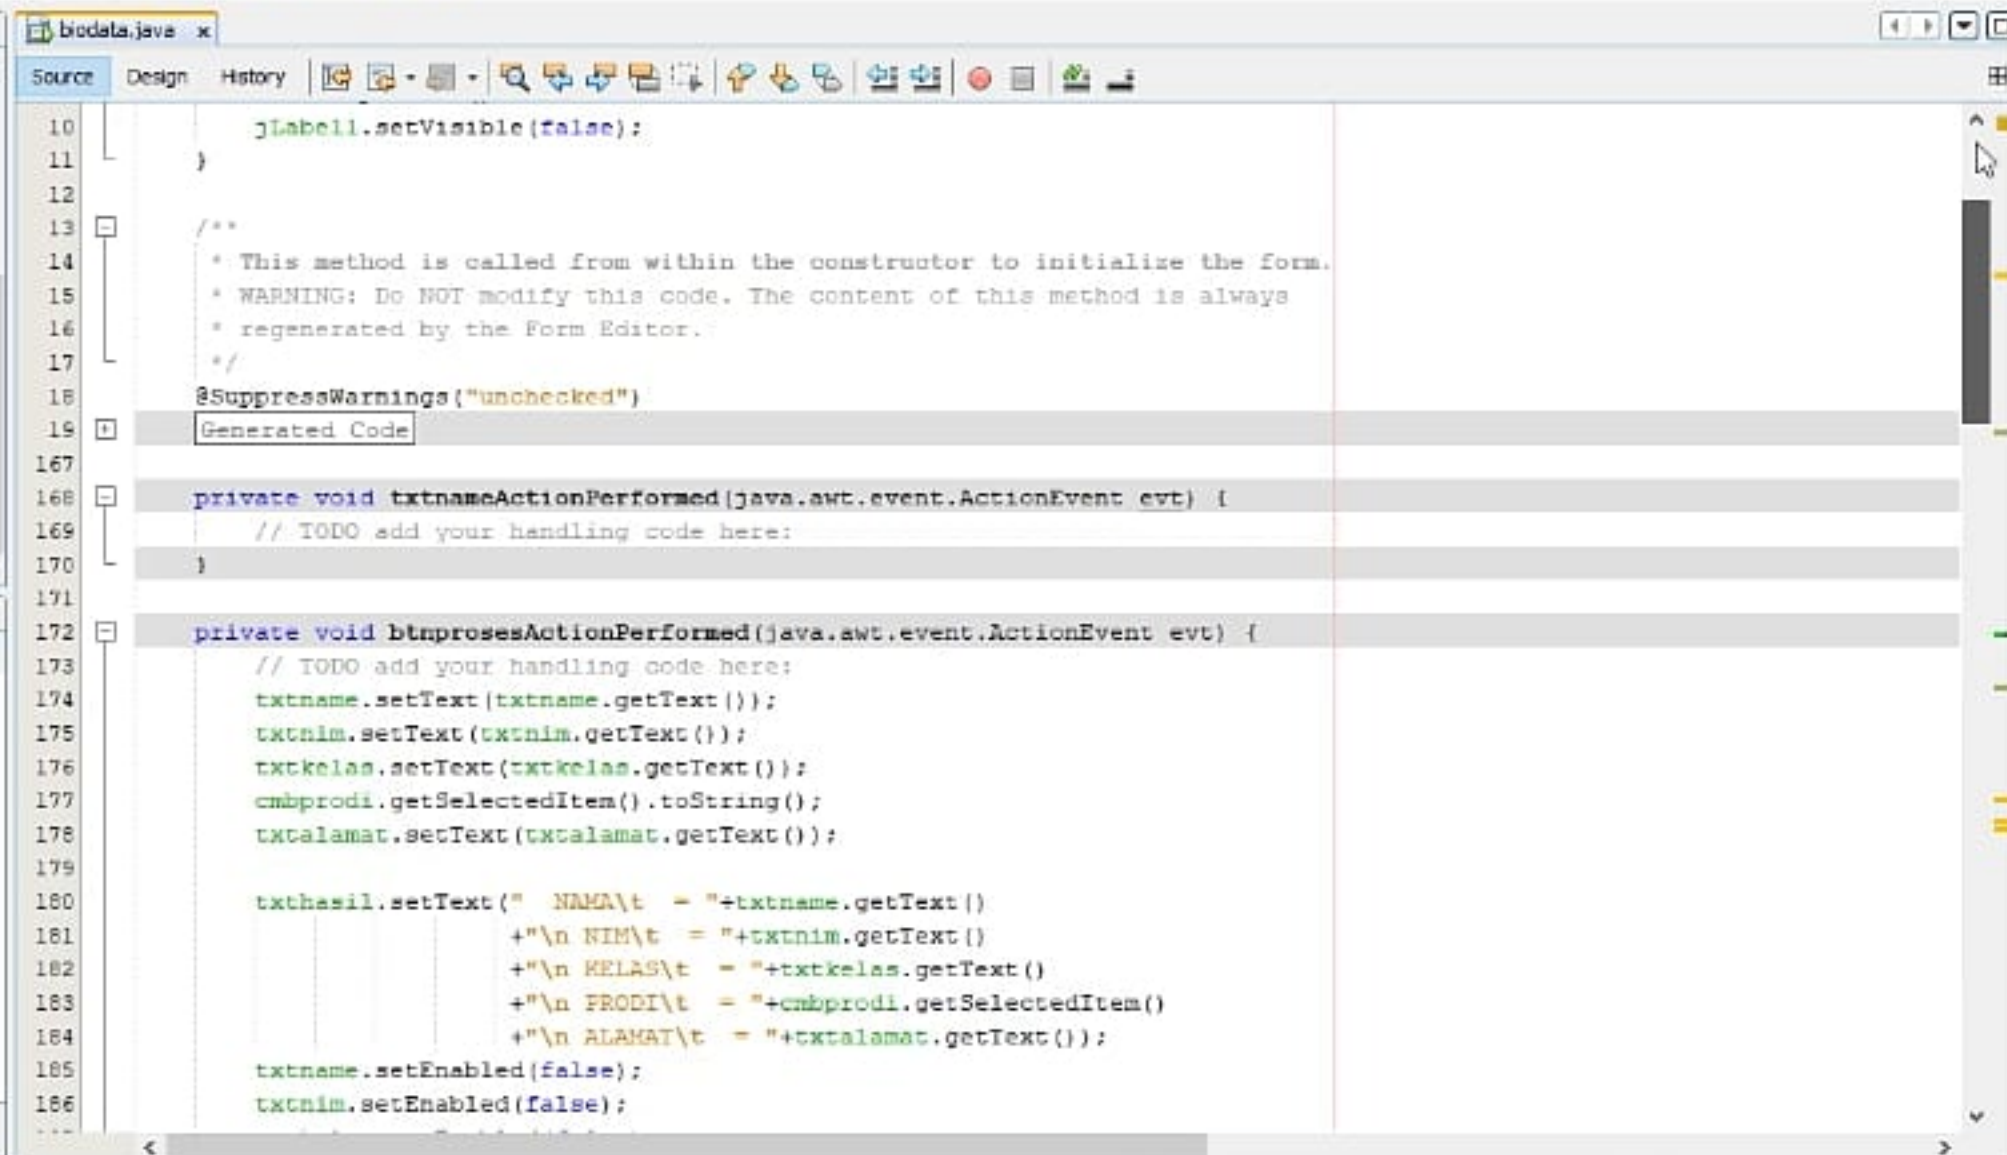 biodata.java x
Source Design History
10 jLabel1.setVisible(false);
11 }
12
13 /**
14 * This method is called from within the constructor to initialize the form.
15 * WARNING: Do NOT modify this code. The content of this method is always
16 * regenerated by the Form Editor.
17 */
18 @SuppressWarnings("unchecked")
19 Generated Code
167
168 private void txtnameActionPerformed(java.awt.event.ActionEvent evt) {
169 // TODO add your handling code here:
170 }
171
172 private void btnprosesActionPerformed(java.awt.event.ActionEvent evt) {
173 // TODO add your handling code here:
174 txtname.setText(txtname.getText());
175 txtnim.setText(txtnim.getText());
176 txtkelas.setText(txtkelas.getText());
177 cmbprodi.getSelectedItem().toString();
178 txtalamat.setText(txtalamat.getText());
179
180 txthasil.setText("  NAMA\t  = "+txtname.getText()
181 +"\n NIM\t  = "+txtnim.getText()
182 +"\n KELAS\t  = "+txtkelas.getText()
183 +"\n PRODI\t  = "+cmbprodi.getSelectedItem()
184 +"\n ALAMAT\t  = "+txtalamat.getText());
185 txtname.setEnabled(false);
186 txtnim.setEnabled(false);